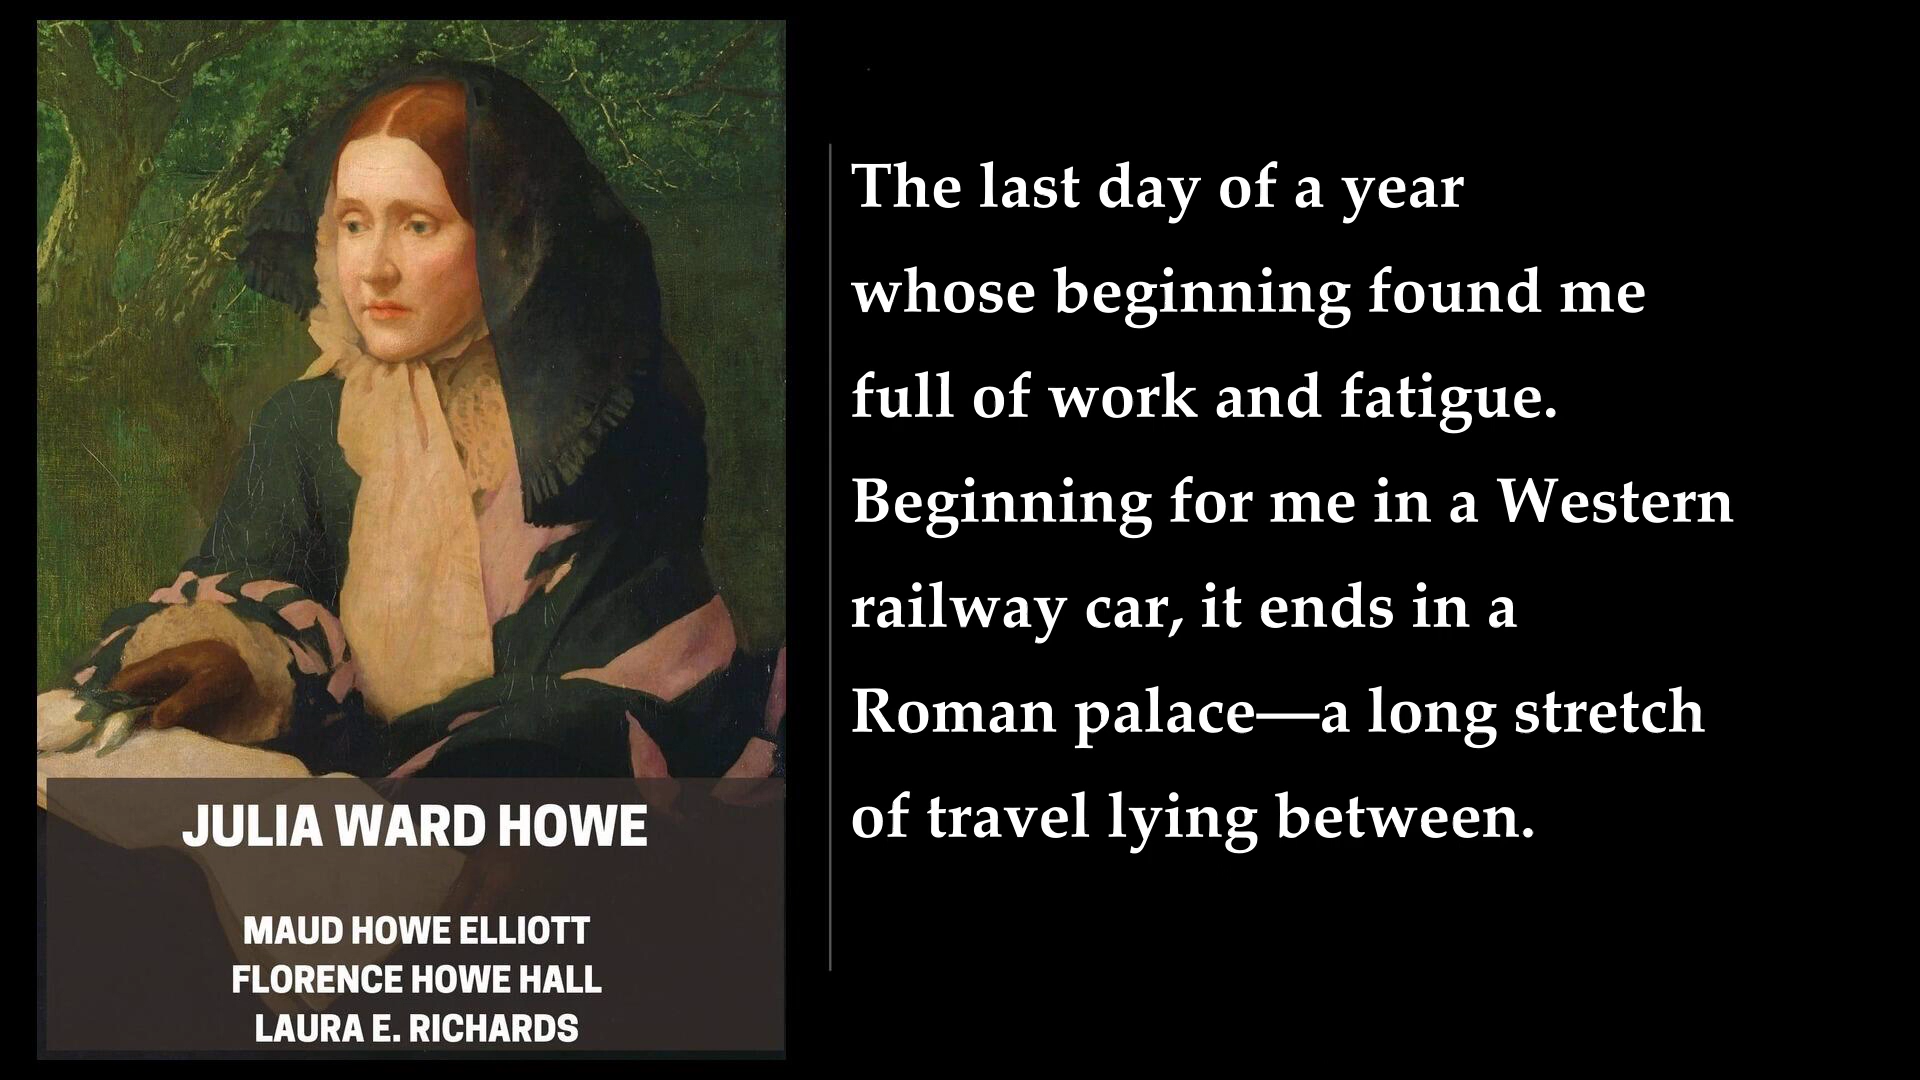 JULIA WARD HOWE
MAUD HOWE ELLIOTT
FLORENCE HOWE HALL
LAURA E. RICHARDS
The last day of a year
whose beginning found me
full of work and fatigue.
Beginning for me in a Western
railway car, it ends in a
Roman palace—a long stretch
of travel lying between.